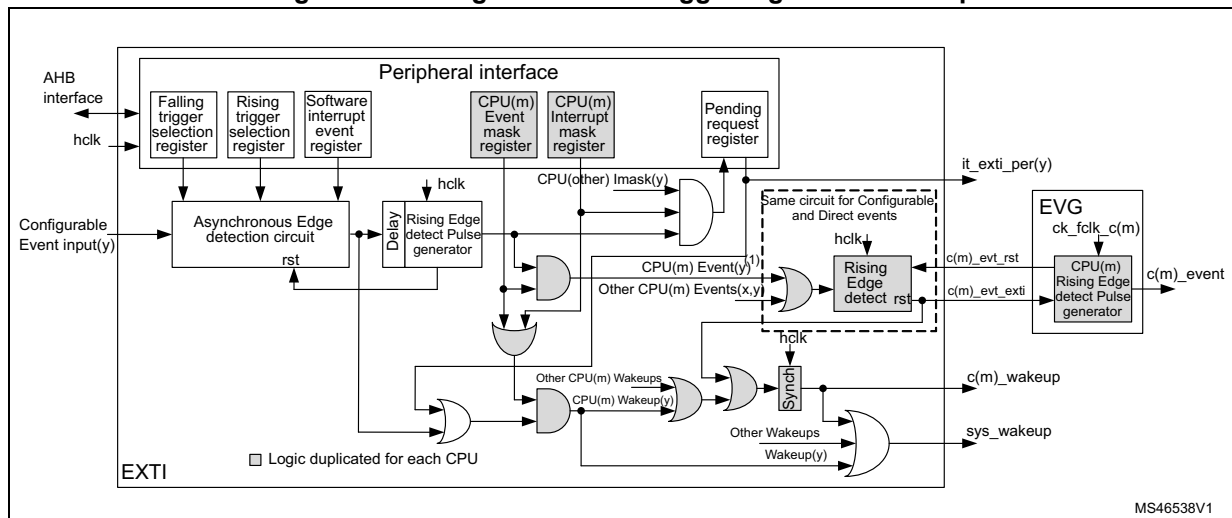 Peripheral interface
AHB
interface
hclk
Falling
trigger
selection
register
Rising
trigger
selection
register
Software
interrupt
event
register
CPU(m)
Event
mask
register
CPU(m)
Interrupt
mask
register
Pending
request
register
it_exti_per(y)
CPU(other) Imask(y)
hclk
Configurable
Event input(y)
Asynchronous Edge
detection circuit
rst
Delay
Rising Edge
detect Pulse
generator
Same circuit for Configurable
and Direct events
hclk
Rising
Edge
detect
rst
CPU(m) Event(y)
(1)
Other CPU(m) Events(x,y)
EVG
ck_fclk_c(m)
c(m)_evt_rst
c(m)_evt_exti
CPU(m)
Rising Edge
detect Pulse
generator
c(m)_event
hclk
Synch
Other CPU(m) Wakeups
CPU(m) Wakeup(y)
c(m)_wakeup
Other Wakeups
Wakeup(y)
sys_wakeup
Logic duplicated for each CPU
EXTI
MS46538V1